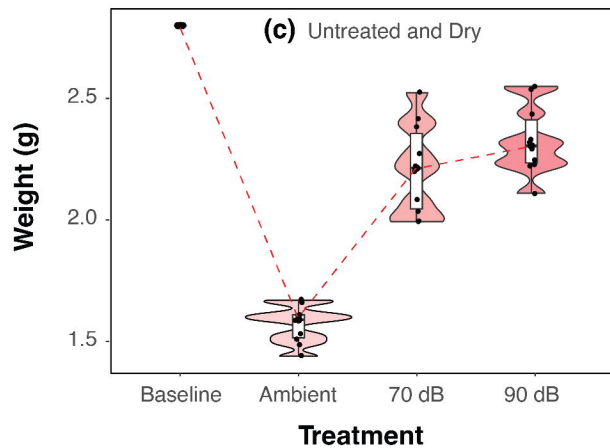 (c) Untreated and Dry
Weight (g)
2.5
2.0
1.5
Baseline Ambient 70 dB 90 dB
Treatment